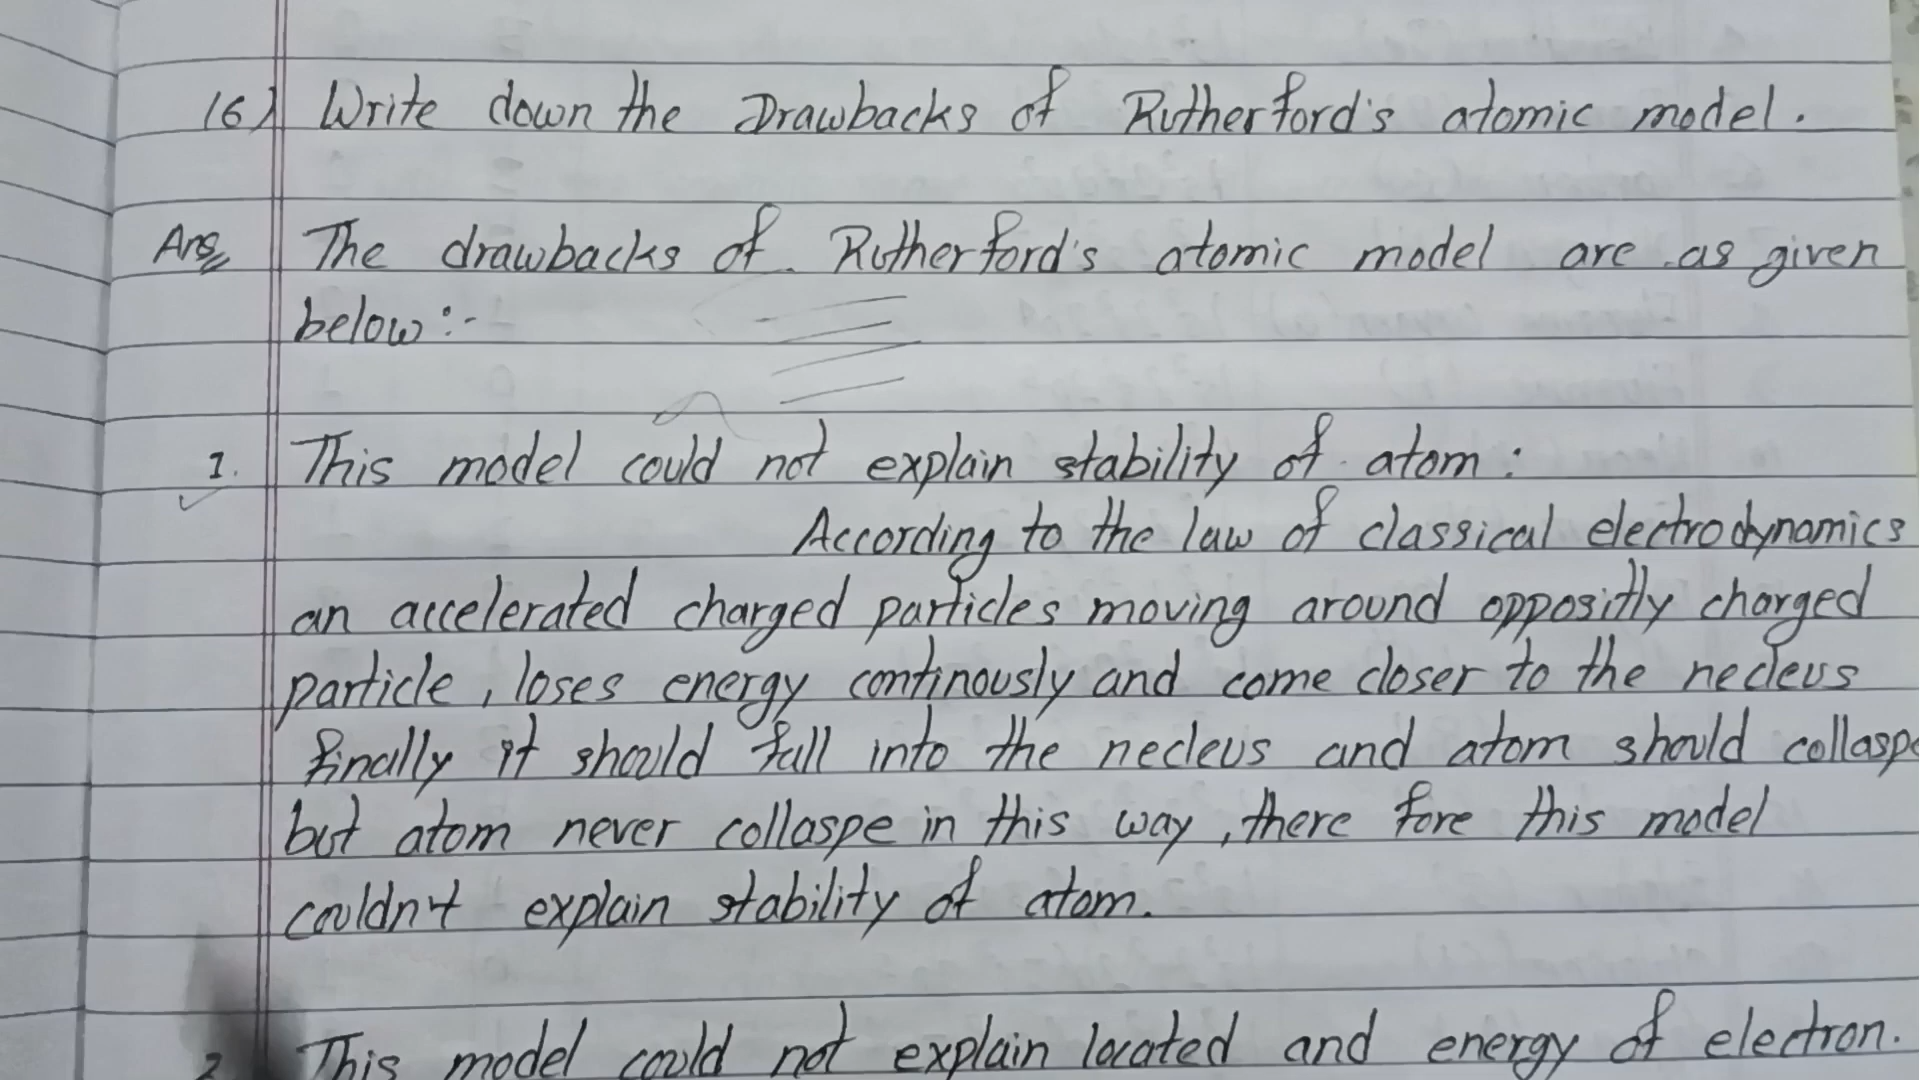 16) Write down the Drawbacks of Rutherford's atomic model.
Ans The drawbacks of Rutherford's atomic model are as given
below:-
1. This model could not explain stability of atom:
According to the law of classical electrodynamics
an accelerated charged particles moving around oppositly charged
particle, loses energy continously and come closer to the necleus
finally it should fall into the necleus and atom should collaspe
but atom never collaspe in this way, there fore this model
couldn't explain stability of atom.
2 This model could not explain located and energy of electron.